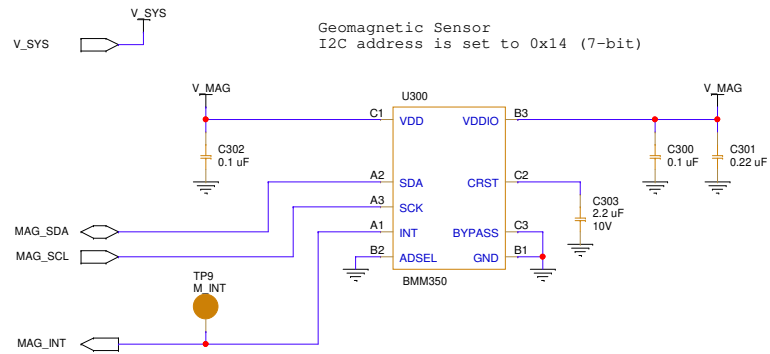 V_SYS
Geomagnetic Sensor
V_SYS
I2C address is set to 0x14 (7-bit)
V_MAG
U300
V_MAG
C1
VDD
VDDIO
B3
C302
0.1 uF
C300
0.1 uF
C301
0.22 uF
A2
SDA
CRST
C2
A3
SCK
C303
2.2 uF
10V
MAG_SDA
A1
INT
BYPASS
C3
MAG_SCL
B2
ADSEL
GND
B1
BMM350
TP9
M_INT
MAG_INT